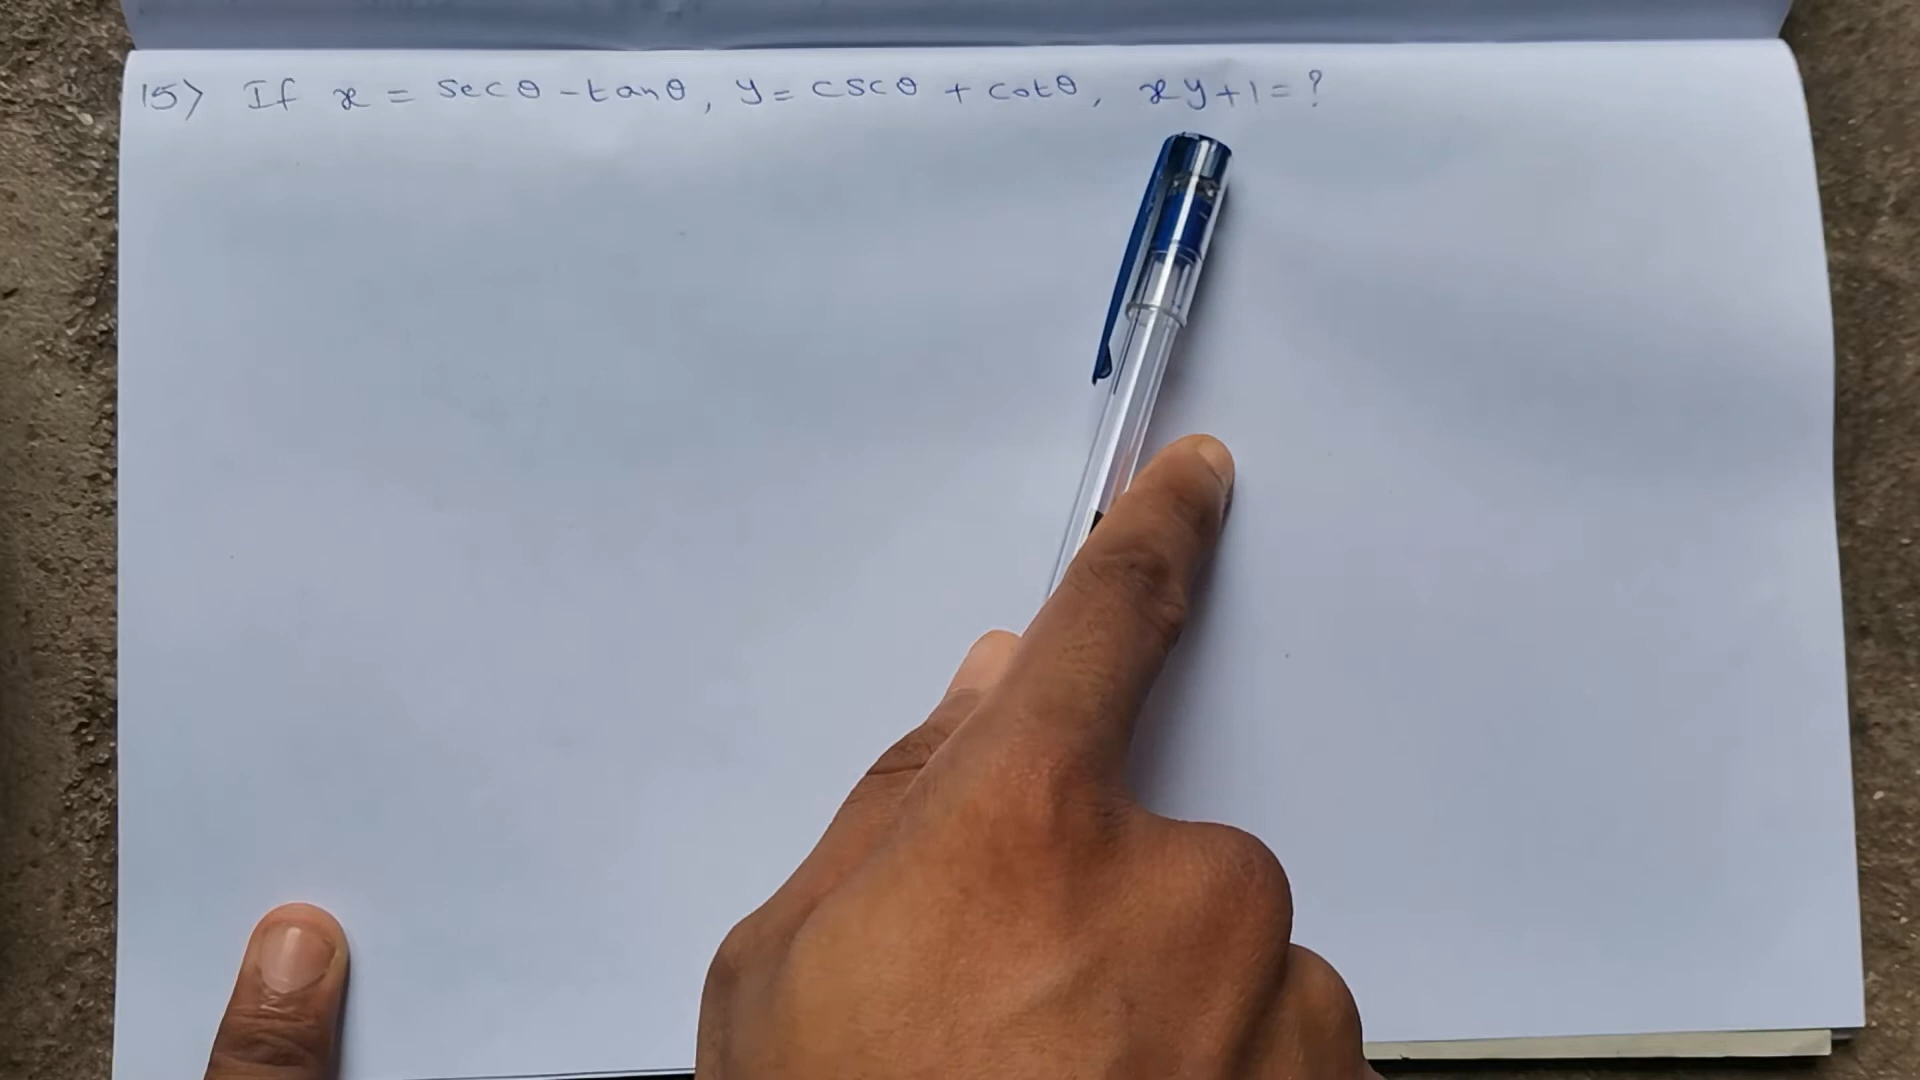 15) If x = secθ - tanθ, y = cscθ + cotθ, xy+1=?